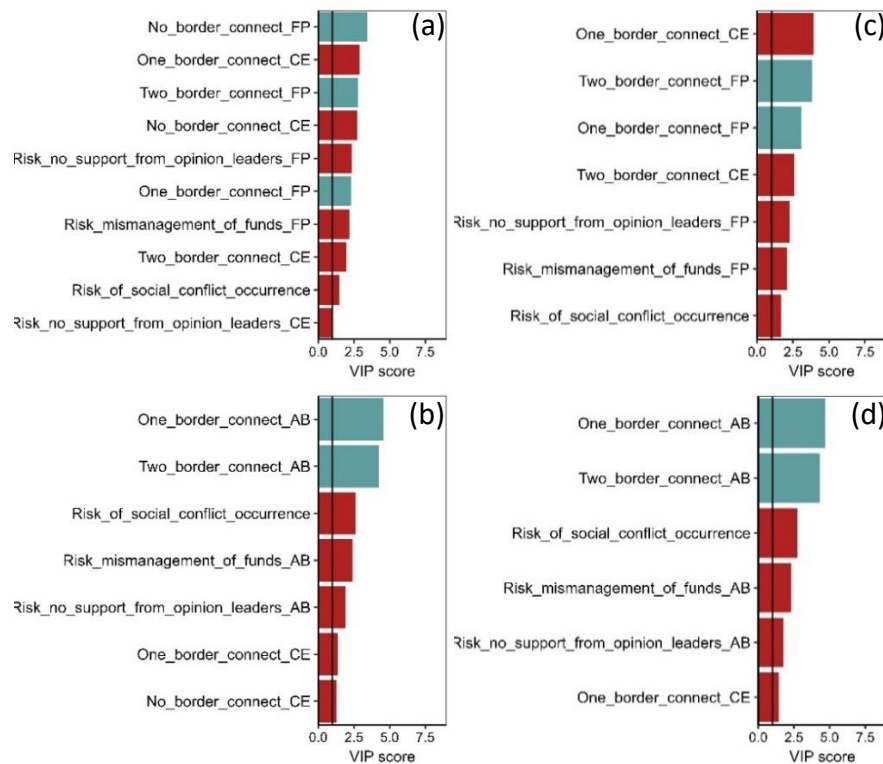 (a)
No_border_connect_FP
One_border_connect_CE
Two_border_connect_FP
No_border_connect_CE
Risk_no_support_from_opinion_leaders_FP
One_border_connect_FP
Risk_mismanagement_of_funds_FP
Two_border_connect_CE
Risk_of_social_conflict_occurrence
Risk_no_support_from_opinion_leaders_CE
0.0 2.5 5.0 7.5
VIP score
(c)
One_border_connect_CE
Two_border_connect_FP
One_border_connect_FP
Two_border_connect_CE
Risk_no_support_from_opinion_leaders_FP
Risk_mismanagement_of_funds_FP
Risk_of_social_conflict_occurrence
0.0 2.5 5.0 7.5
VIP score
(b)
One_border_connect_AB
Two_border_connect_AB
Risk_of_social_conflict_occurrence
Risk_mismanagement_of_funds_AB
Risk_no_support_from_opinion_leaders_AB
One_border_connect_CE
No_border_connect_CE
0.0 2.5 5.0 7.5
VIP score
(d)
One_border_connect_AB
Two_border_connect_AB
Risk_of_social_conflict_occurrence
Risk_mismanagement_of_funds_AB
Risk_no_support_from_opinion_leaders_AB
One_border_connect_CE
0.0 2.5 5.0 7.5
VIP score